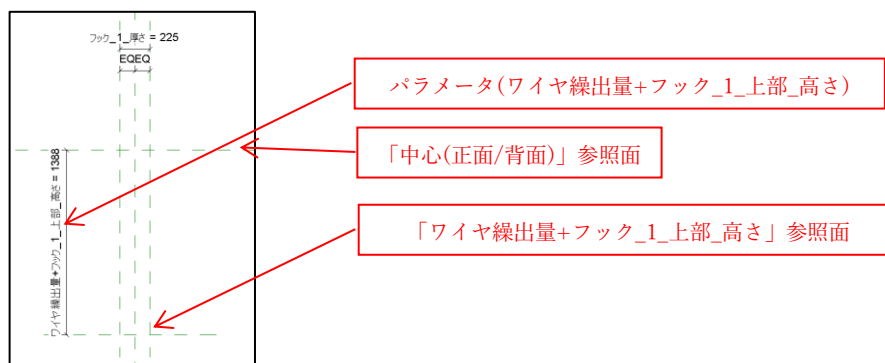 フック_1_厚さ = 225
EQEQ
ワイヤ繰出量+フック_1_上部_高さ = 1388
パラメータ(ワイヤ繰出量+フック_1_上部_高さ)
「中心(正面/背面)」参照面
「ワイヤ繰出量+フック_1_上部_高さ」参照面